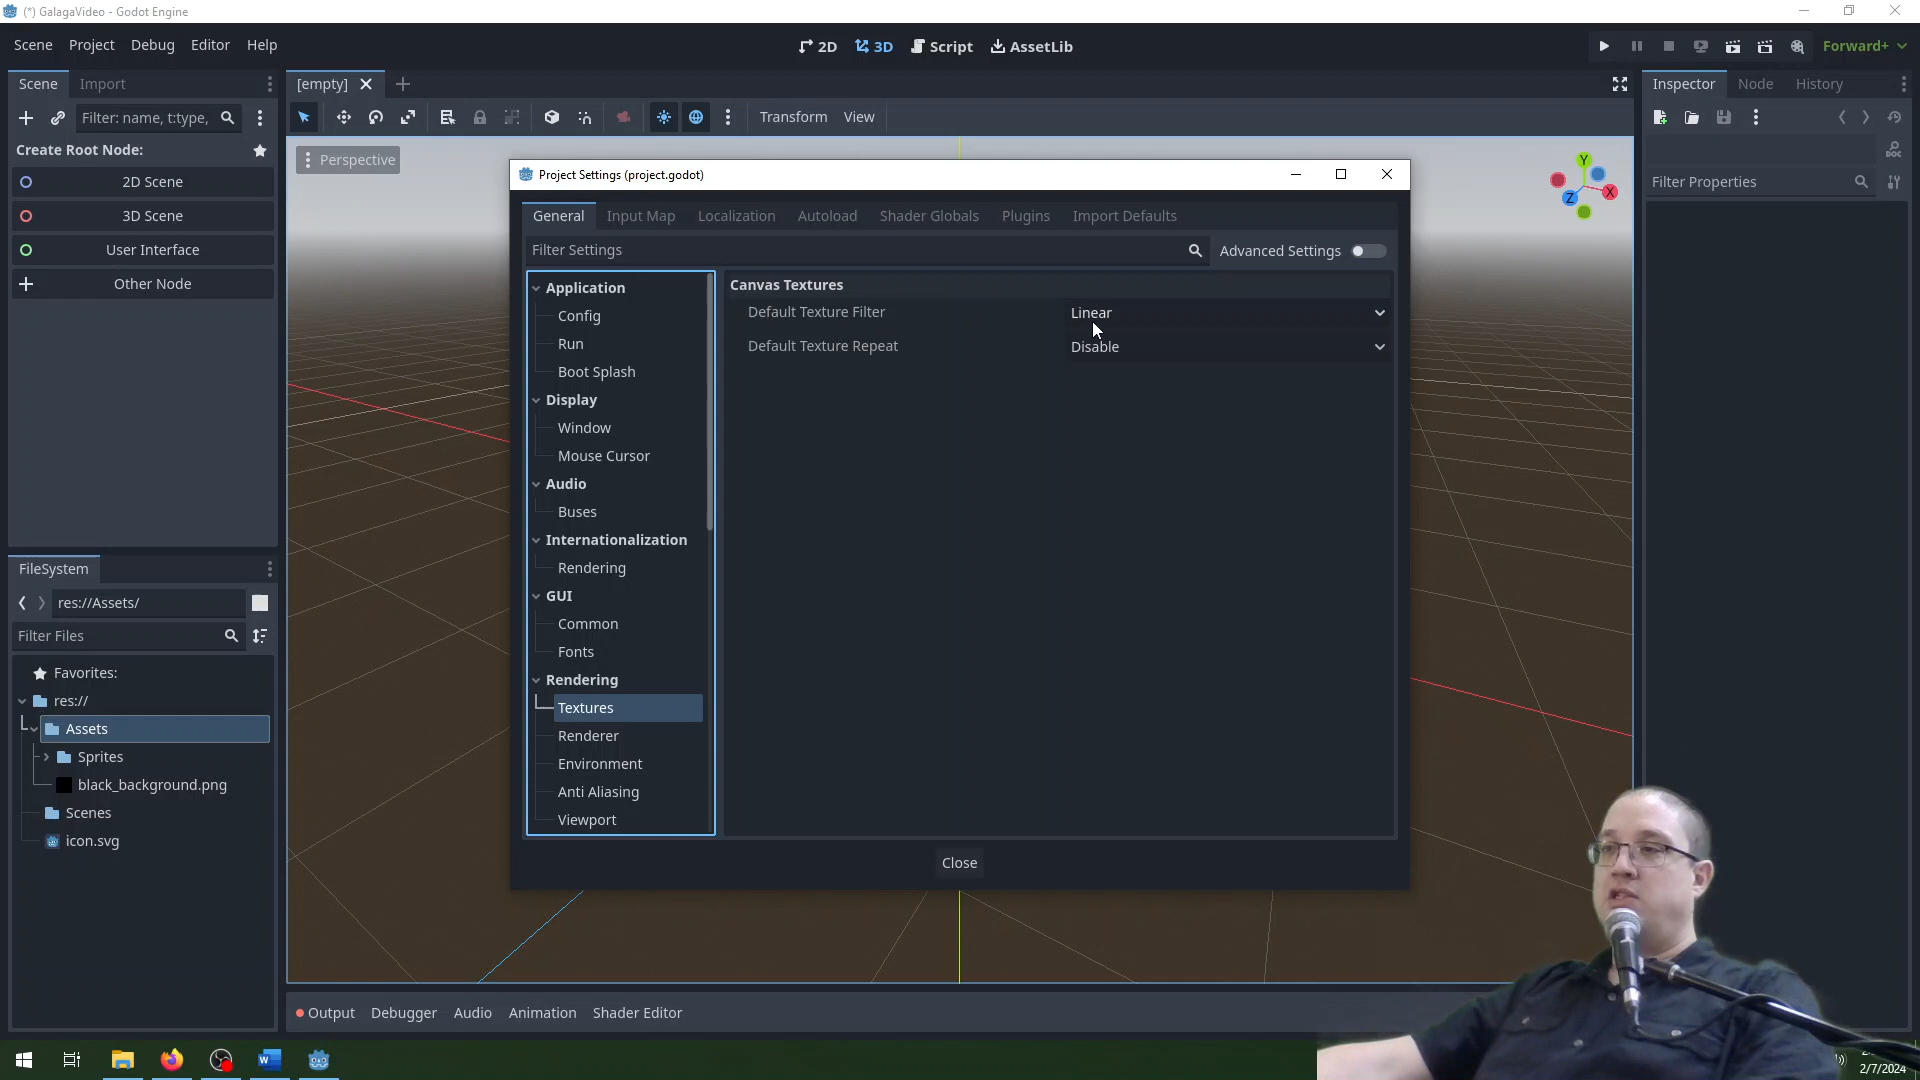 (*) GalagaVideo - Godot Engine
Scene Project Debug Editor Help
2D 3D Script AssetLib
Forward+
Scene Import
[empty]
Inspector Node History
Filter: name, t:type,
Transform View
Create Root Node:
2D Scene
3D Scene
User Interface
Other Node
Perspective
Y
X
Z
DOC
Filter Properties
Project Settings (project.godot)
General Input Map Localization Autoload Shader Globals Plugins Import Defaults
Filter Settings
Advanced Settings
Application
Config
Run
Boot Splash
Display
Window
Mouse Cursor
Audio
Buses
Internationalization
Rendering
GUI
Common
Fonts
Rendering
Textures
Renderer
Environment
Anti Aliasing
Viewport
Canvas Textures
Default Texture Filter Linear
Default Texture Repeat Disable
Close
FileSystem
res://Assets/
Filter Files
Favorites:
res://
Assets
Sprites
black_background.png
Scenes
icon.svg
Output Debugger Audio Animation Shader Editor
W
2/7/2024